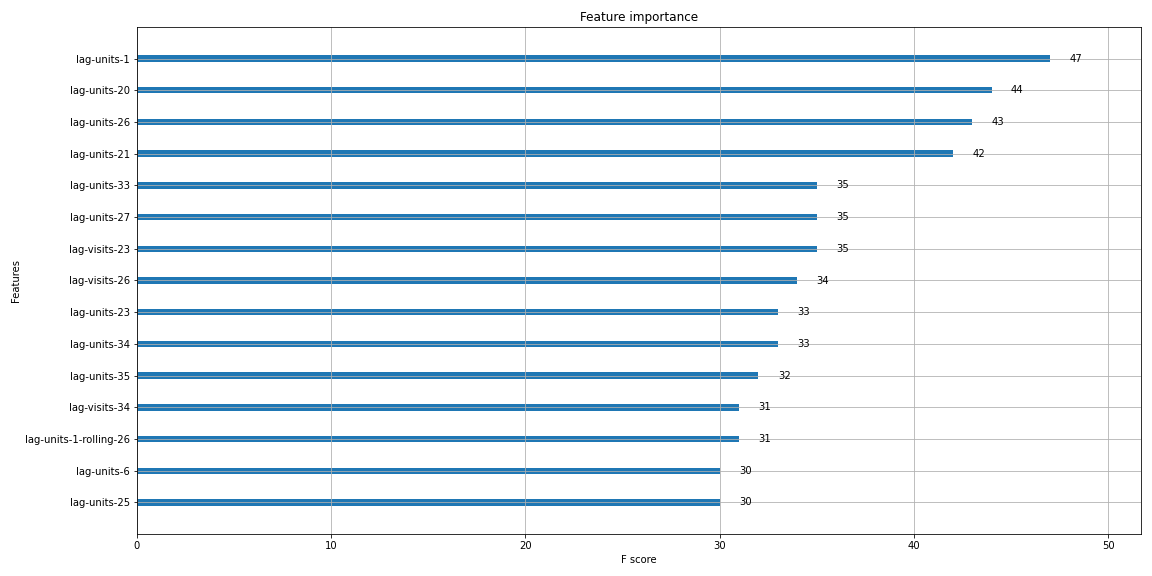 Feature importance
lag-units-1 47
lag-units-20 44
lag-units-26 43
lag-units-21 42
lag-units-33 35
lag-units-27 35
lag-visits-23 35
lag-visits-26 34
lag-units-23 33
lag-units-34 33
lag-units-35 32
lag-visits-34 31
lag-units-1-rolling-26 31
lag-units-6 30
lag-units-25 30
Features
0 10 20 30 40 50
F score